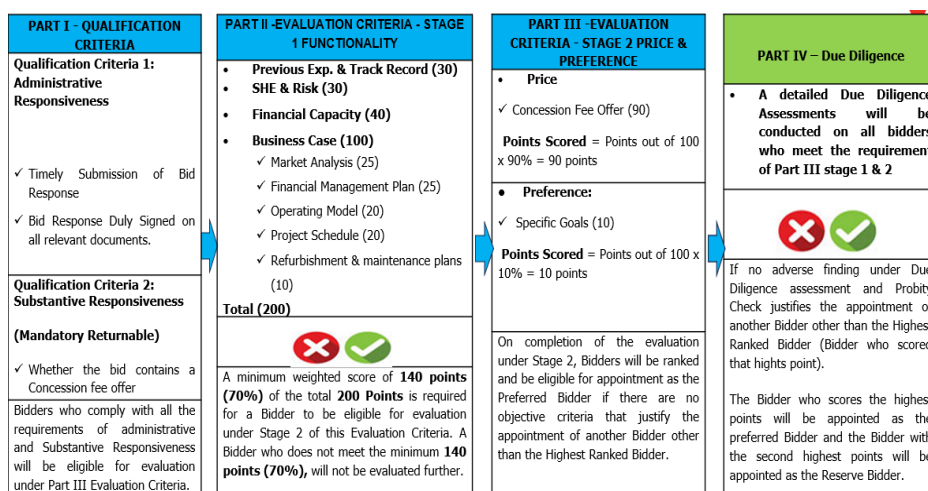 PART I - QUALIFICATION
CRITERIA
Qualification Criteria 1:
Administrative
Responsiveness
✓ Timely Submission of Bid
Response
✓ Bid Response Duly Signed on
all relevant documents.
Qualification Criteria 2:
Substantive Responsiveness
(Mandatory Returnable)
✓ Whether the bid contains a
Concession fee offer
Bidders who comply with all the
requirements of administrative
and Substantive Responsiveness
will be eligible for evaluation
under Part III Evaluation Criteria.
PART II -EVALUATION CRITERIA - STAGE
1 FUNCTIONALITY
• Previous Exp. & Track Record (30)
• SHE & Risk (30)
• Financial Capacity (40)
• Business Case (100)
✓ Market Analysis (25)
✓ Financial Management Plan (25)
✓ Operating Model (20)
✓ Project Schedule (20)
✓ Refurbishment & maintenance plans
(10)
Total (200)
A minimum weighted score of 140 points
(70%) of the total 200 Points is required
for a Bidder to be eligible for evaluation
under Stage 2 of this Evaluation Criteria. A
Bidder who does not meet the minimum 140
points (70%), will not be evaluated further.
PART III -EVALUATION
CRITERIA - STAGE 2 PRICE &
PREFERENCE
• Price
✓ Concession Fee Offer (90)
Points Scored = Points out of 100
x 90% = 90 points
• Preference:
✓ Specific Goals (10)
Points Scored = Points out of 100 x
10% = 10 points
On completion of the evaluation
under Stage 2, Bidders will be ranked
and be eligible for appointment as the
Preferred Bidder if there are no
objective criteria that justify the
appointment of another Bidder other
than the Highest Ranked Bidder.
PART IV – Due Diligence
• A detailed Due Diligence
Assessments will be
conducted on all bidders
who meet the requirement
of Part III stage 1 & 2
If no adverse finding under Due
Diligence assessment and Probity
Check justifies the appointment o
another Bidder other than the Highes
Ranked Bidder (Bidder who scored
that hights point).
The Bidder who scores the highes
points will be appointed as the
preferred Bidder and the Bidder with
the second highest points will be
appointed as the Reserve Bidder.